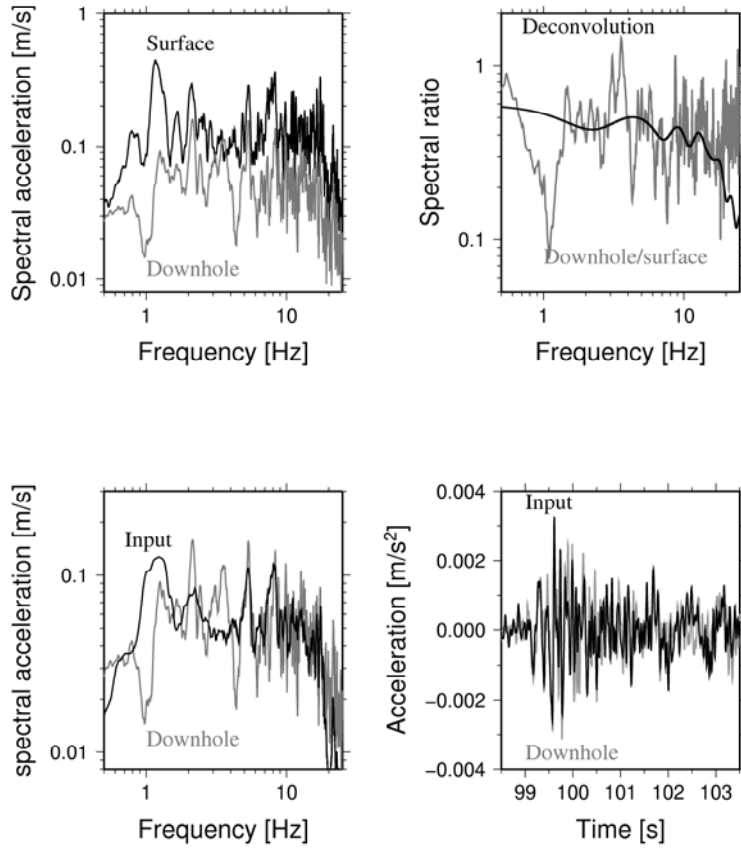 Spectral acceleration [m/s]
1
0.1
0.01
Surface
Downhole
1 10
Frequency [Hz]
Spectral ratio
1
0.1
Deconvolution
Downhole/surface
1 10
Frequency [Hz]
spectral acceleration [m/s]
0.1
0.01
Input
Downhole
1 10
Frequency [Hz]
Acceleration [m/s²]
0.004
0.002
0.000
−0.002
−0.004
Input
Downhole
99 100 101 102 103
Time [s]